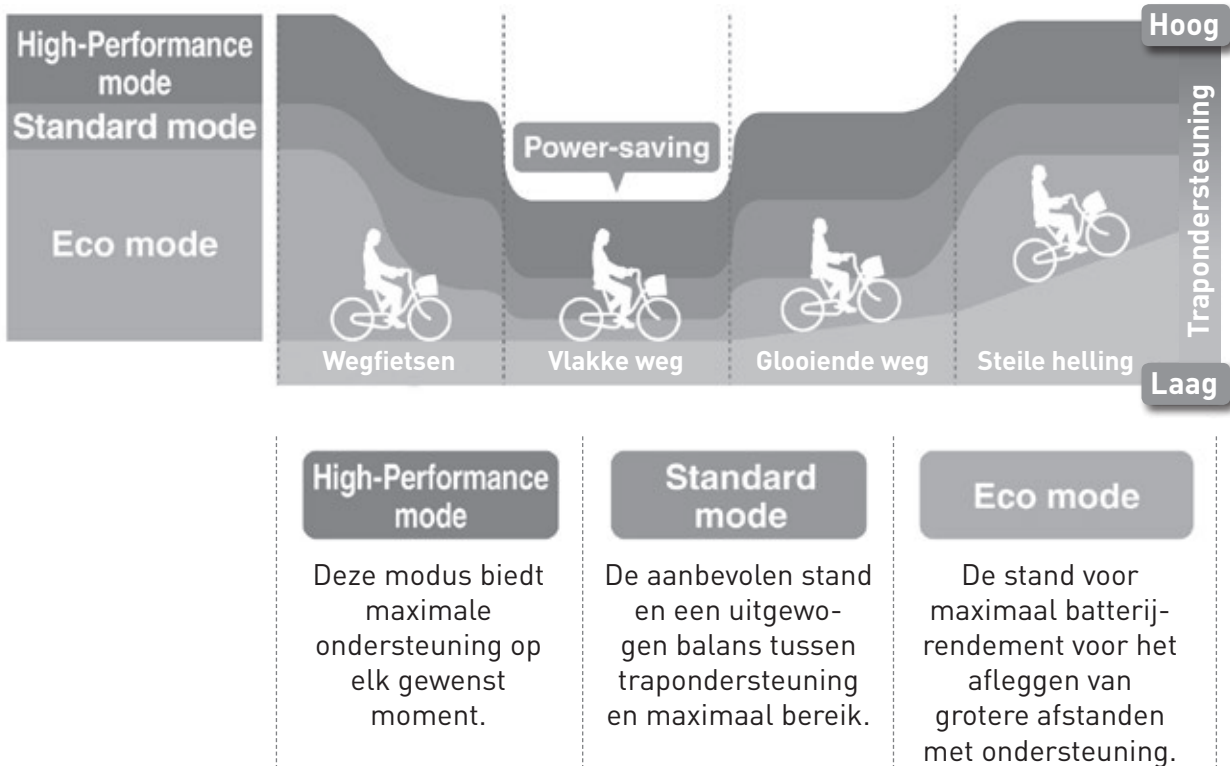 High-Performance
mode
Standard mode
Eco mode
Power-saving
Hoog
Trapondersteuning
Laag
Wegfietsen
Vlakke weg
Glooiende weg
Steile helling
High-Performance
mode
Deze modus biedt
maximale
ondersteuning op
elk gewenst
moment.
Standard
mode
De aanbevolen stand
en een uitgewo-
gen balans tussen
trapondersteuning
en maximaal bereik.
Eco mode
De stand voor
maximaal batterij-
rendement voor het
afleggen van
grotere afstanden
met ondersteuning.